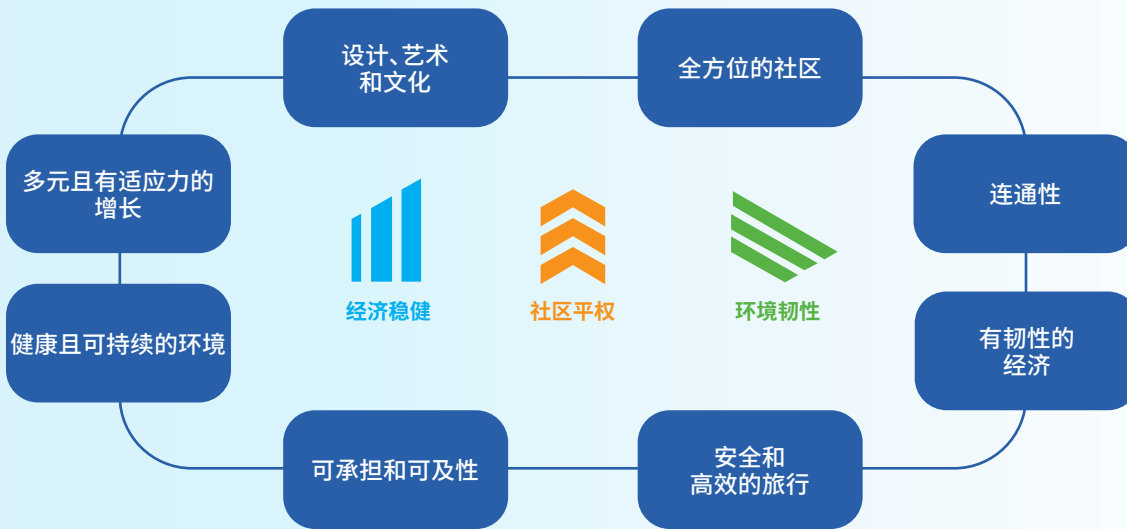 设计、艺术
和文化
全方位的社区
多元且有适应力的
增长
连通性
经济稳健
社区平权
环境韧性
健康且可持续的环境
有韧性的
经济
可承担和可及性
安全和
高效的旅行